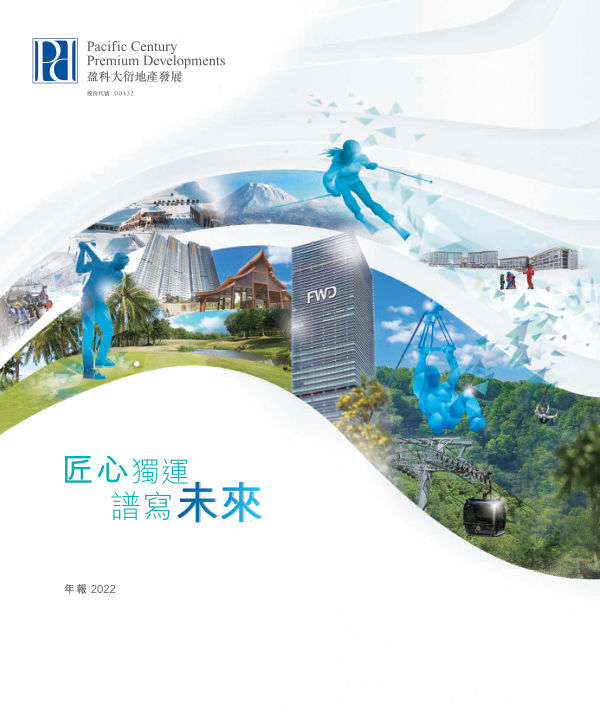 Pacific Century
Premium Developments
盈科大衍地產發展
股份代號：00432
FWD
匠心獨運
譜寫未來
年報 2022